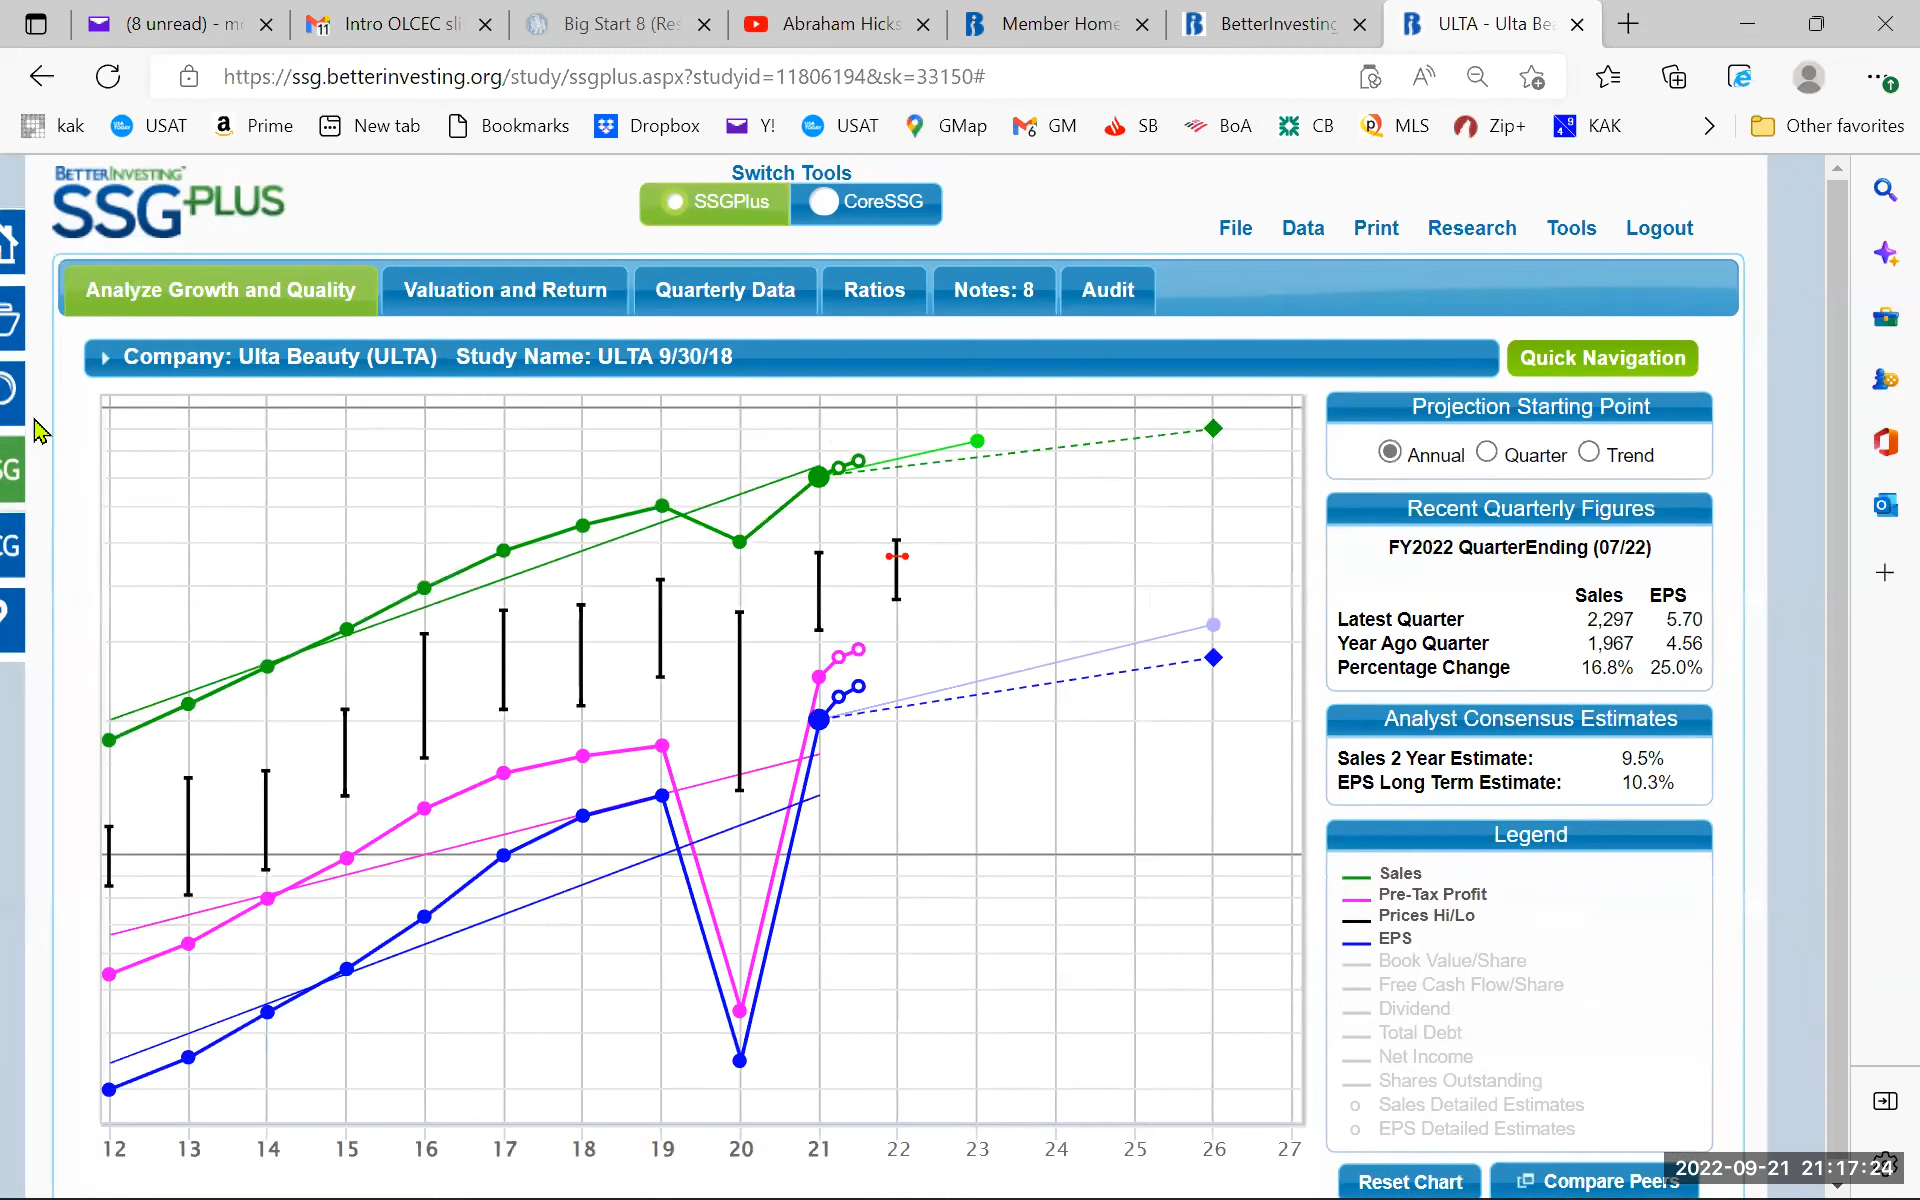 (8 unread) - m
Intro OLCEC sli
Big Start 8 (Res
Abraham Hicks
Member Home
BetterInvesting
ULTA - Ulta Be
https://ssg.betterinvesting.org/study/ssgplus.aspx?studyid=11806194&sk=33150#
kak USAT Prime New tab Bookmarks Dropbox Y! USAT GMap GM SB BoA CB MLS Zip+ KAK Other favorites
BETTERINVESTING
SSGPLUS
Switch Tools
SSGPlus CoreSSG
File Data Print Research Tools Logout
Analyze Growth and Quality Valuation and Return Quarterly Data Ratios Notes: 8 Audit
Company: Ulta Beauty (ULTA) Study Name: ULTA 9/30/18
Quick Navigation
Projection Starting Point
Annual Quarter Trend
Recent Quarterly Figures
FY2022 QuarterEnding (07/22)
Sales EPS
Latest Quarter 2,297 5.70
Year Ago Quarter 1,967 4.56
Percentage Change 16.8% 25.0%
Analyst Consensus Estimates
Sales 2 Year Estimate: 9.5%
EPS Long Term Estimate: 10.3%
Legend
Sales
Pre-Tax Profit
Prices Hi/Lo
EPS
Book Value/Share
Free Cash Flow/Share
Dividend
Total Debt
Net Income
Shares Outstanding
o Sales Detailed Estimates
o EPS Detailed Estimates
12 13 14 15 16 17 18 19 20 21 22 23 24 25 26 27
Reset Chart
Compare Peers
2022-09-21 21:17:24